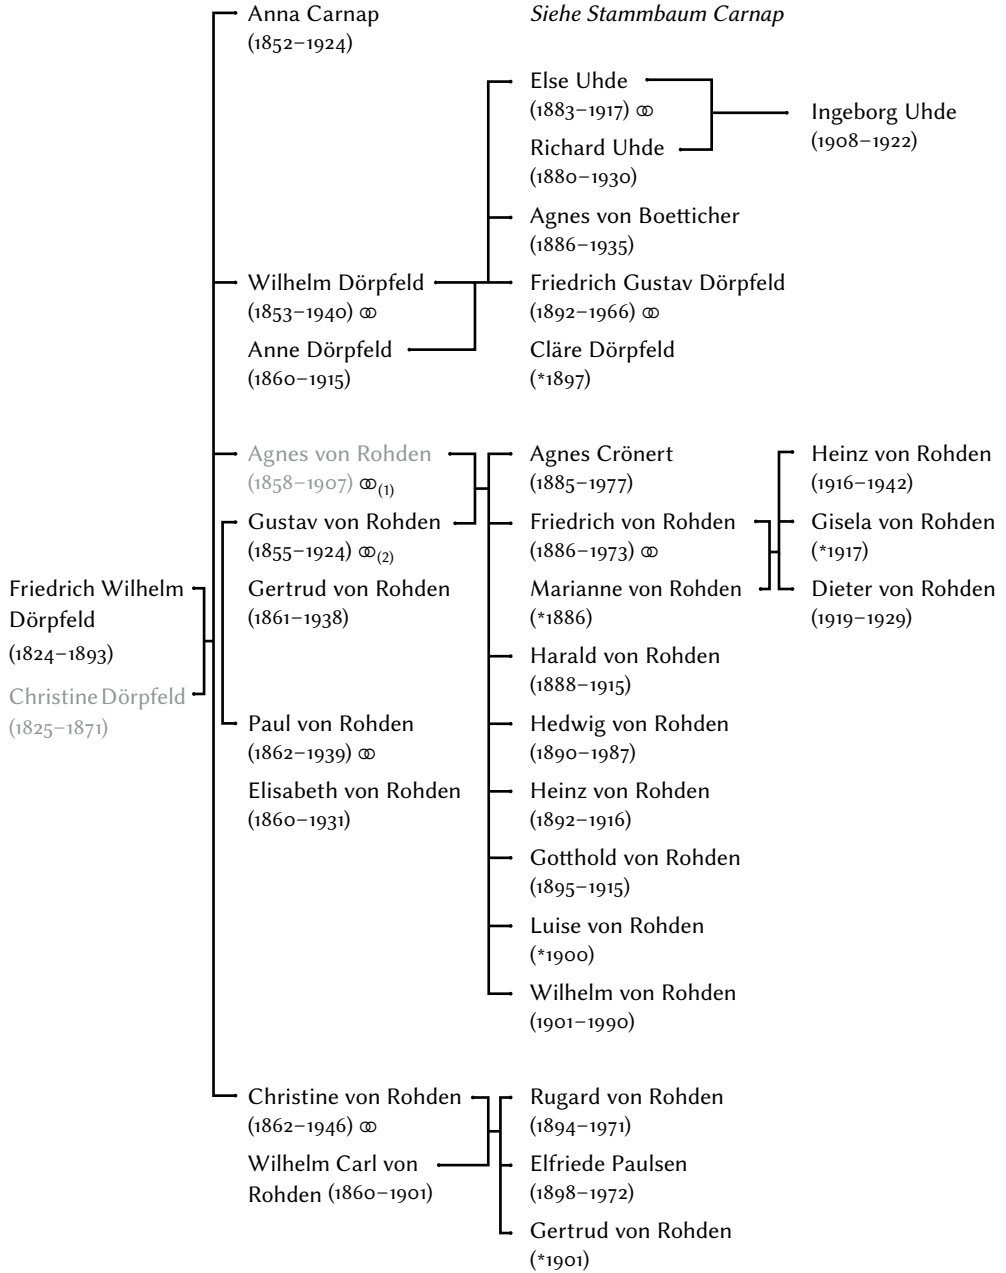 Anna Carnap
(1852–1924)
Siehe Stammbaum Carnap
Else Uhde
(1883–1917) ⚭
Richard Uhde
(1880–1930)
Ingeborg Uhde
(1908–1922)
Agnes von Boetticher
(1886–1935)
Wilhelm Dörpfeld
(1853–1940) ⚭
Anne Dörpfeld
(1860–1915)
Friedrich Gustav Dörpfeld
(1892–1966) ⚭
Cläre Dörpfeld
(*1897)
Agnes von Rohden
(1858–1907) ⚭(1)
Gustav von Rohden
(1855–1924) ⚭(2)
Gertrud von Rohden
(1861–1938)
Agnes Crönert
(1885–1977)
Friedrich von Rohden
(1886–1973) ⚭
Marianne von Rohden
(*1886)
Heinz von Rohden
(1916–1942)
Gisela von Rohden
(*1917)
Dieter von Rohden
(1919–1929)
Friedrich Wilhelm
Dörpfeld
(1824–1893)
Christine Dörpfeld
(1825–1871)
Harald von Rohden
(1888–1915)
Paul von Rohden
(1862–1939) ⚭
Elisabeth von Rohden
(1860–1931)
Hedwig von Rohden
(1890–1987)
Heinz von Rohden
(1892–1916)
Gotthold von Rohden
(1895–1915)
Luise von Rohden
(*1900)
Wilhelm von Rohden
(1901–1990)
Christine von Rohden
(1862–1946) ⚭
Wilhelm Carl von
Rohden (1860–1901)
Rugard von Rohden
(1894–1971)
Elfriede Paulsen
(1898–1972)
Gertrud von Rohden
(*1901)